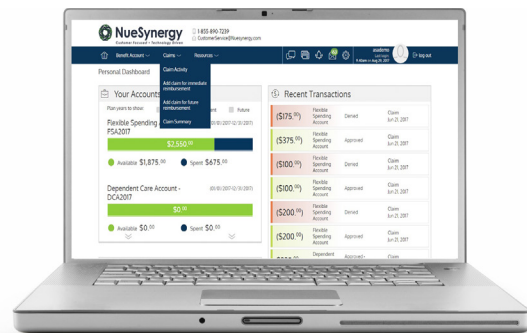 NueSynergy
Customer Focused • Technology Driven
1-855-890-7239
CustomerService@Nuesynergy.com
Benefit Account
Claims
Resources
Log out
Personal Dashboard
Claim Activity
Add claim for immediate
reimbursement
Add claim for future
reimbursement
Claim Summary
Your Accounts
Plan years to show:
Future
Flexible Spending
FSA2017
(01/01/2017-12/31/2017)
$2,550.00
Available $1,875.00
Spent $675.00
Dependent Care Account -
DCA2017
(01/01/2017-12/31/2017)
$0.00
Available $0.00
Spent $0.00
Recent Transactions
($175.00) Flexible Spending Account Denied Claim Jun 21, 2017
($375.00) Flexible Spending Account Approved Claim Jun 21, 2017
($100.00) Flexible Spending Account Denied Claim Jun 21, 2017
($100.00) Flexible Spending Account Approved Claim Jun 21, 2017
($200.00) Flexible Spending Account Denied Claim Jun 21, 2017
($200.00) Flexible Spending Account Approved Claim Jun 21, 2017
Dependent Approved - Claim